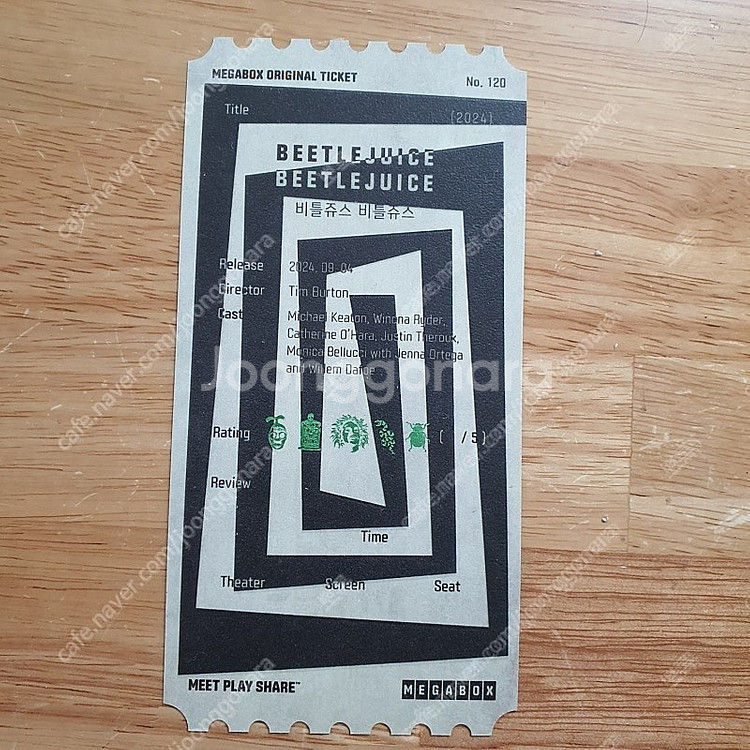 MEGABOX ORIGINAL TICKET
No. 120
Title
(2024)
BEETLEJUICE
BEETLEJUICE
비틀쥬스 비틀쥬스
Release 2024. 09. 04
Director Tim Burton
Cast Michael Keaton, Winona Ryder,
Catherine O'Hara, Justin Theroux,
Monica Bellucci with Jenna Ortega
and Willem Dafoe
Joonggonara
Rating ( / 5)
Review
Time
Theater Screen Seat
MEET PLAY SHARE™
MEGABOX
cafe.naver.com/joonggonara